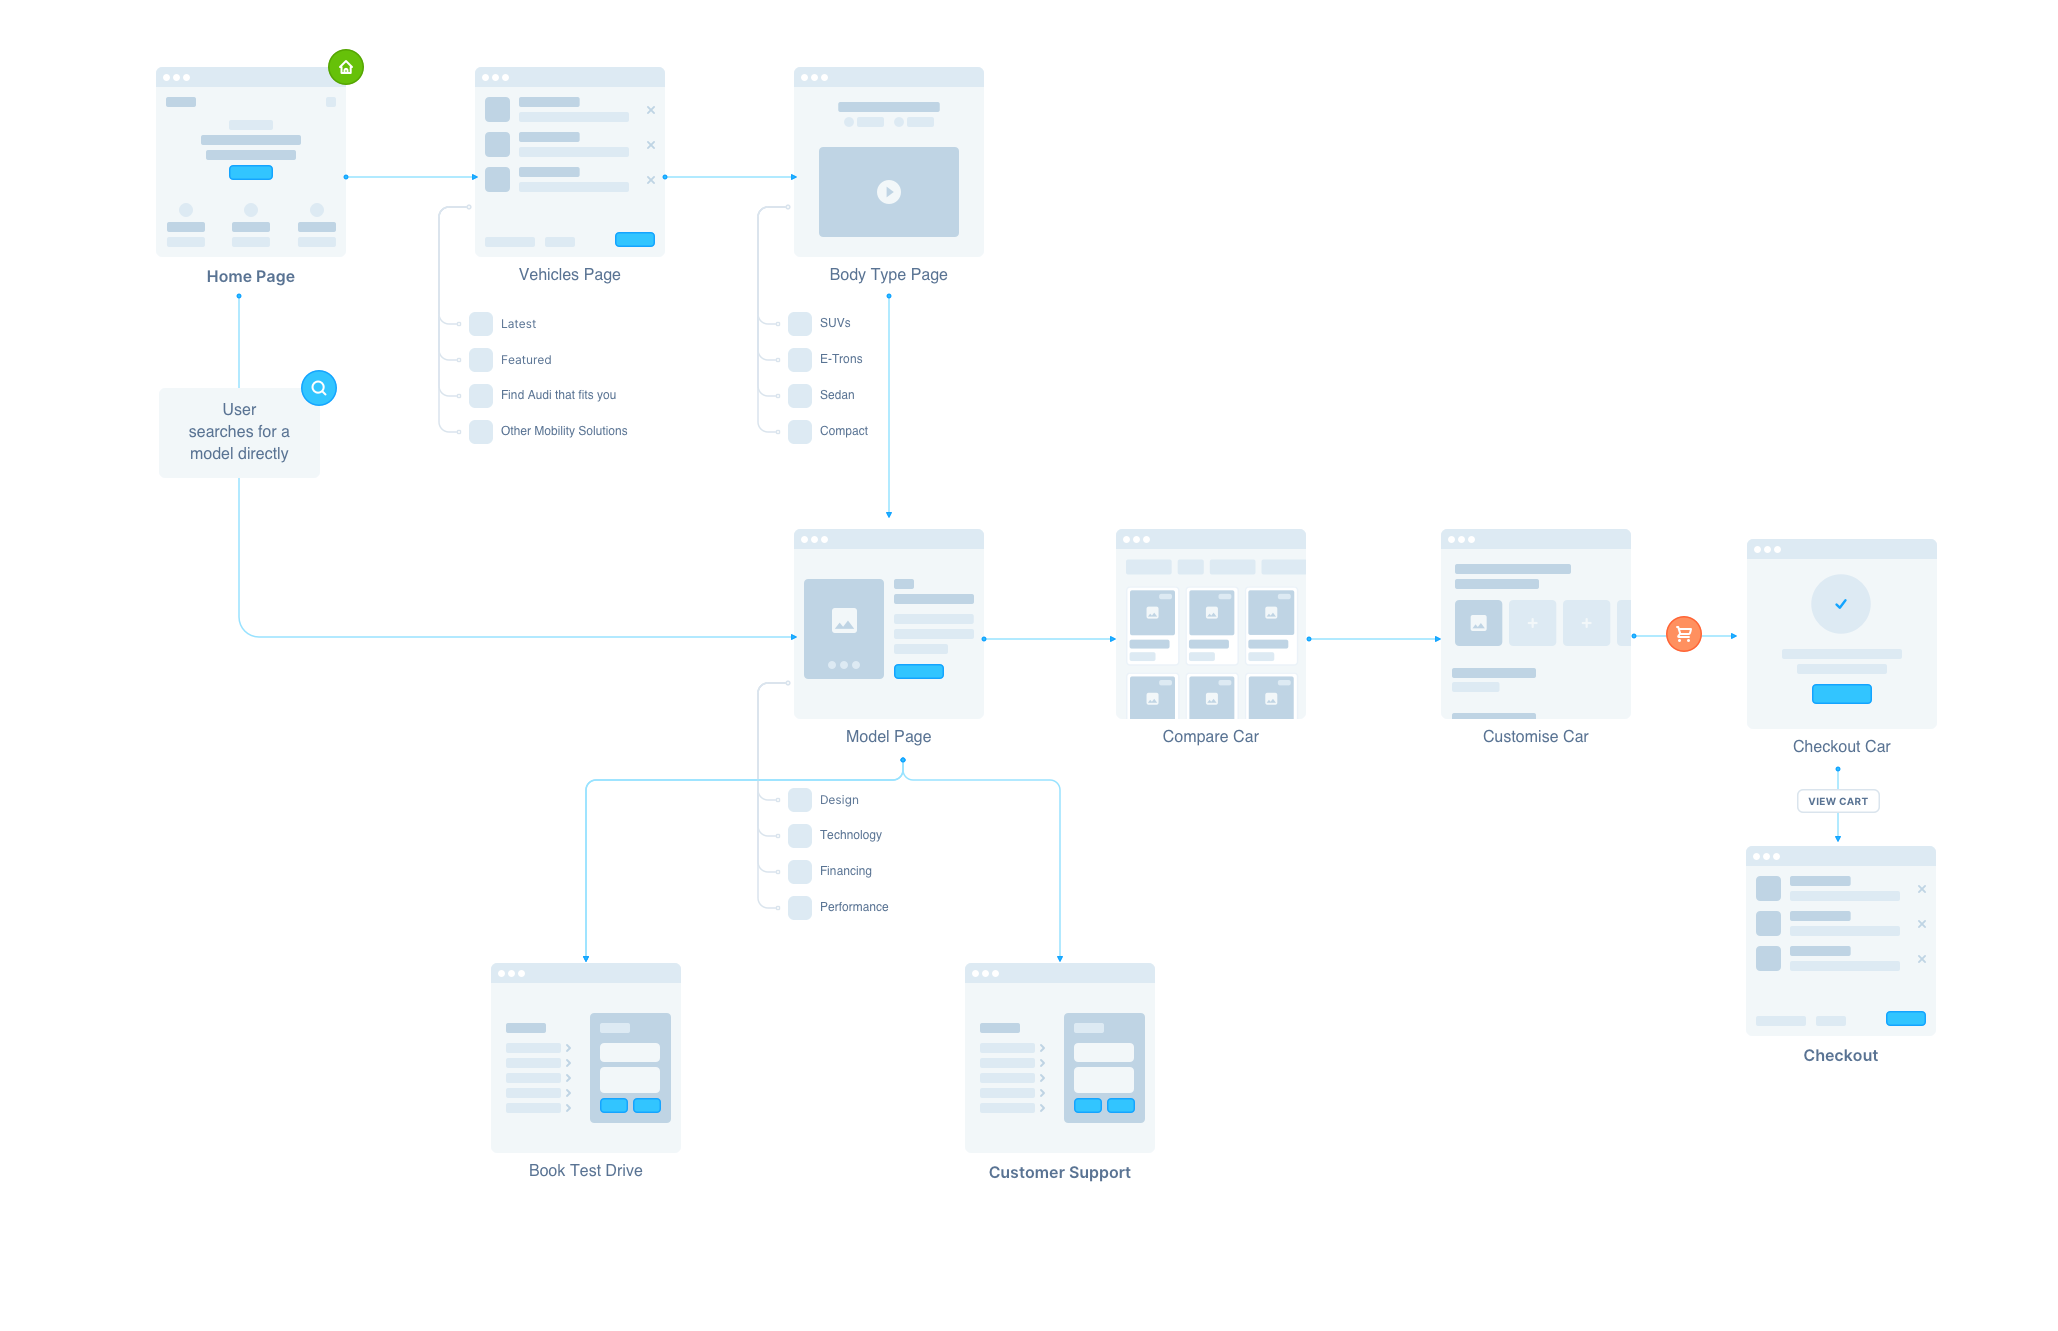 Home Page
Vehicles Page
Body Type Page
Latest
Featured
Find Audi that fits you
Other Mobility Solutions
SUVs
E-Trons
Sedan
Compact
User
searches for a
model directly
Model Page
Compare Car
Customise Car
Checkout Car
VIEW CART
Design
Technology
Financing
Performance
Checkout
Book Test Drive
Customer Support